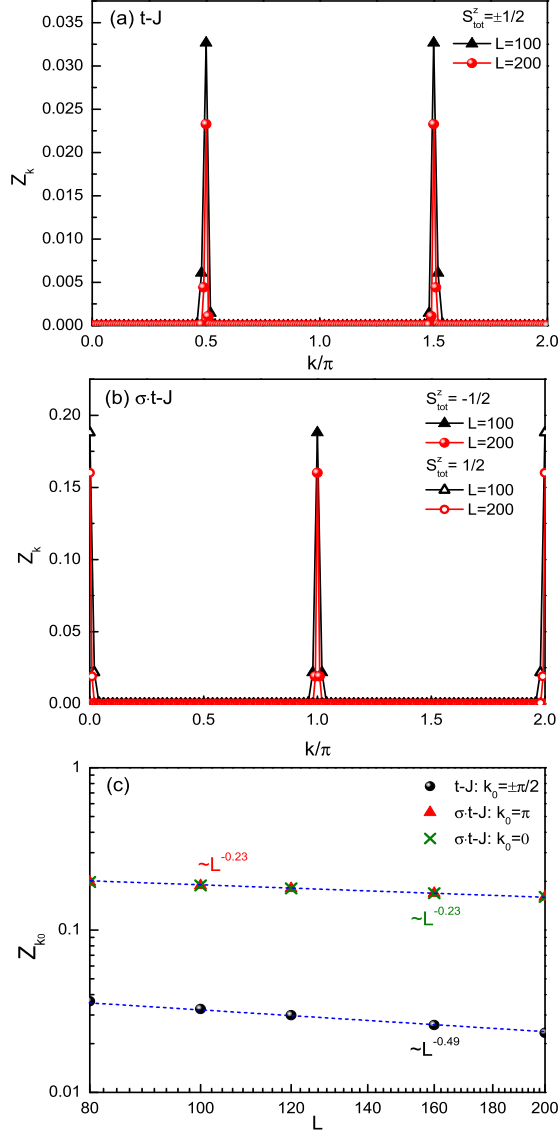 (a) t-J
S^z_tot=±1/2
L=100
L=200
0.035
0.030
0.025
0.020
0.015
0.010
0.005
0.000
Z_k
0.0 0.5 1.0 1.5 2.0
k/π
(b) σ·t-J
S^z_tot= -1/2
L=100
L=200
S^z_tot= 1/2
L=100
L=200
0.20
0.15
0.10
0.05
0.00
Z_k
0.0 0.5 1.0 1.5 2.0
k/π
(c)
t-J: k_0=±π/2
σ·t-J: k_0=π
σ·t-J: k_0=0
~L^-0.23
~L^-0.23
~L^-0.49
1
0.1
0.01
Z_k_0
80 100 120 140 160 180 200
L